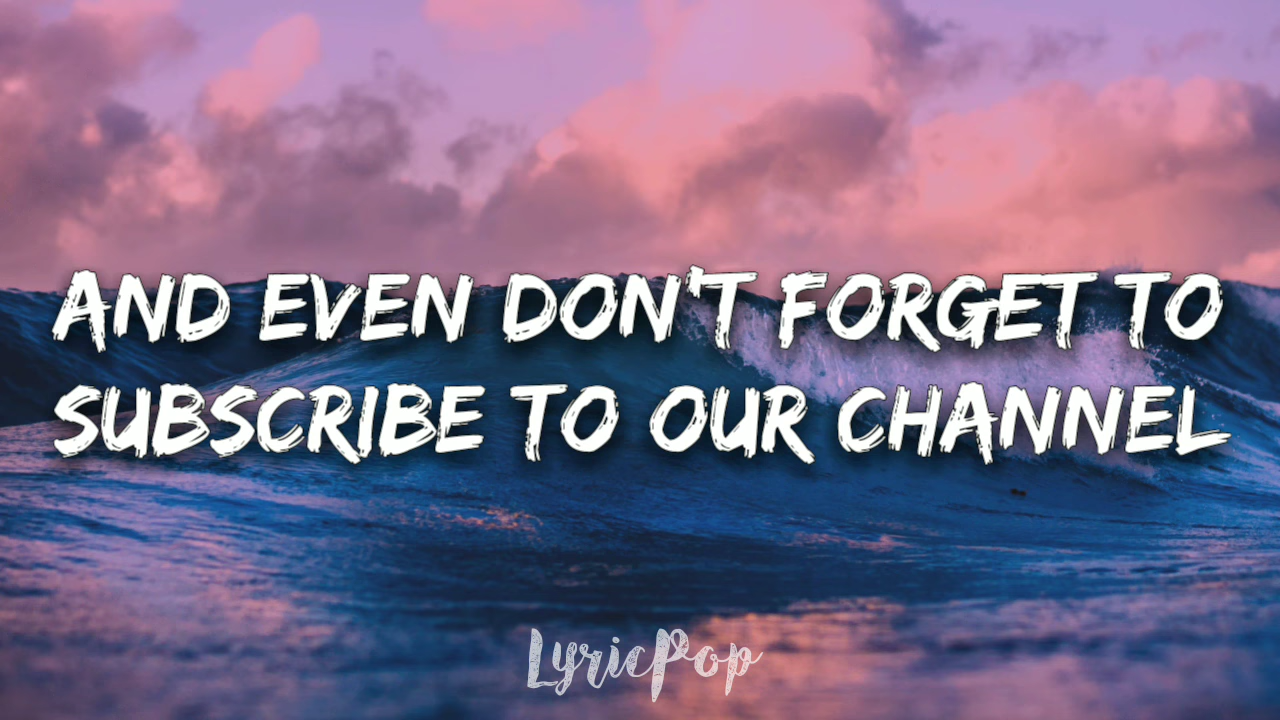 AND EVEN DON'T FORGET TO
SUBSCRIBE TO OUR CHANNEL
LyricPop